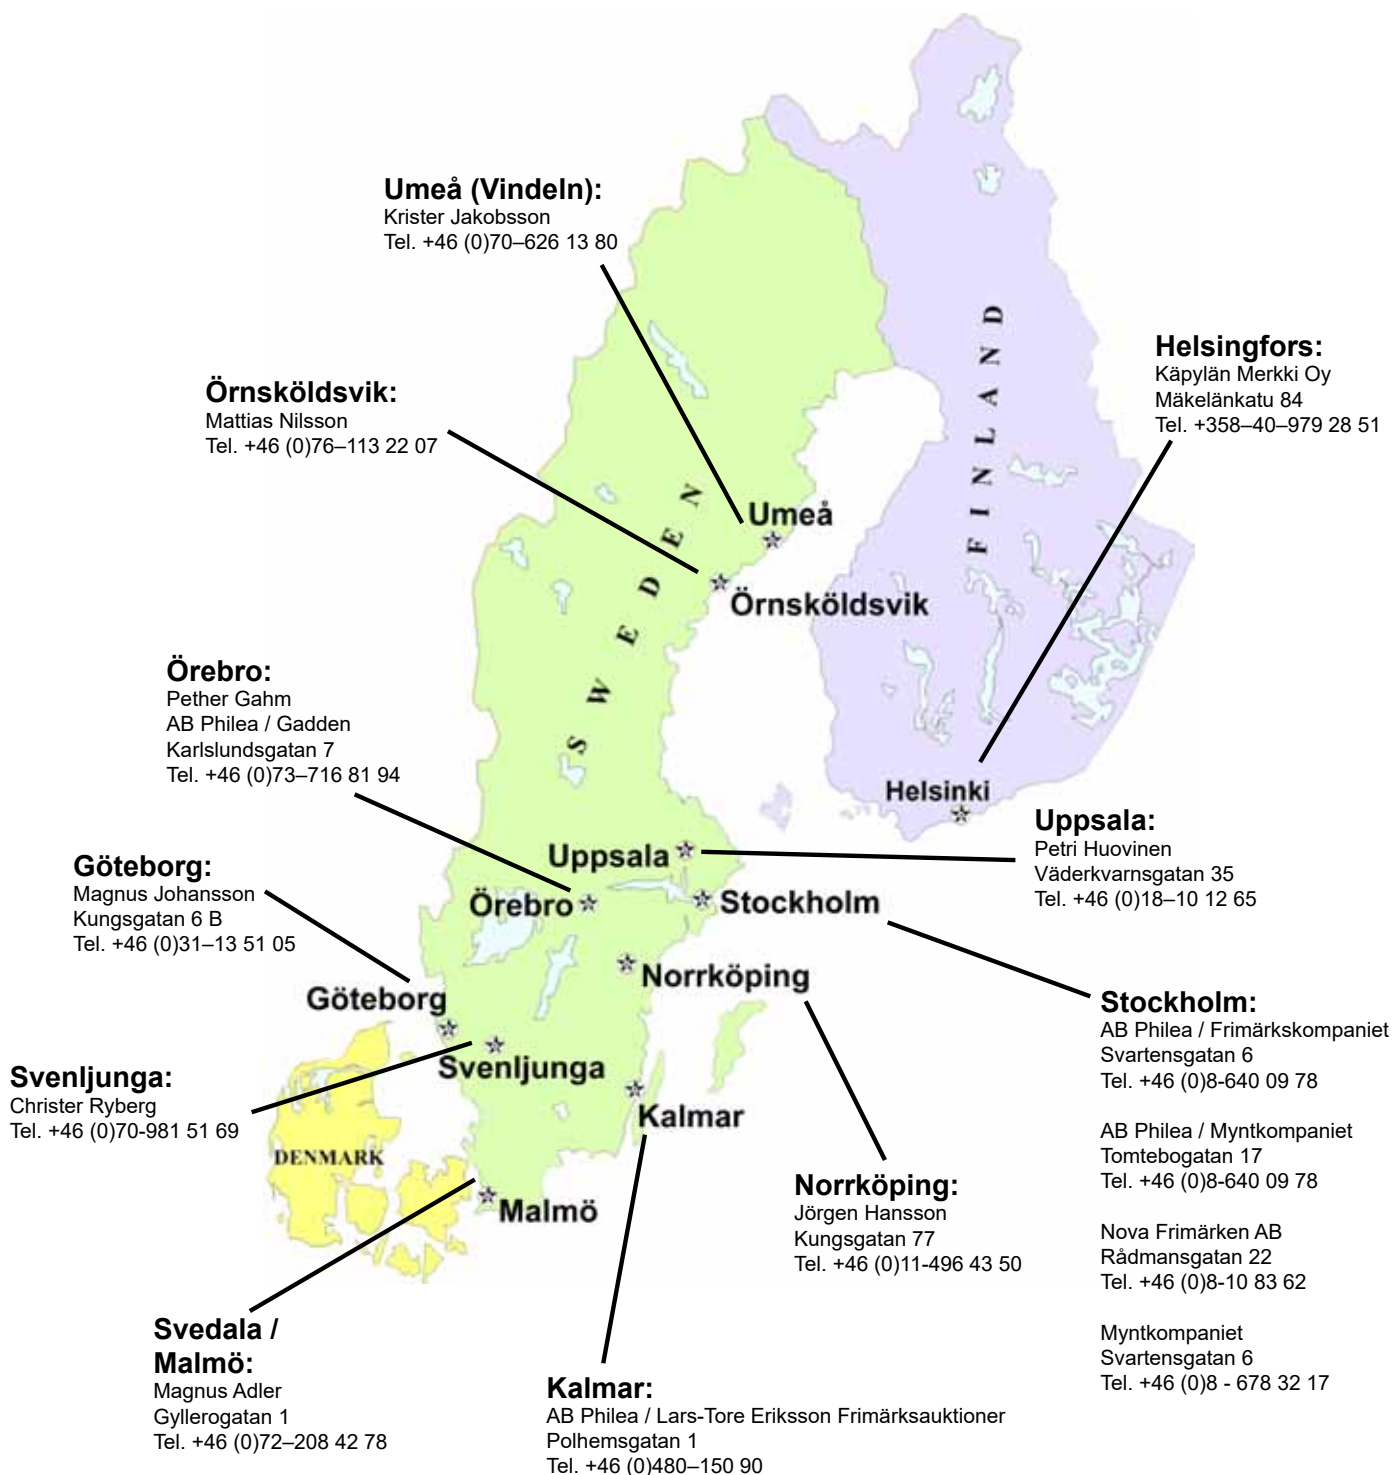 Umeå (Vindeln):
Krister Jakobsson
Tel. +46 (0)70–626 13 80
Örnsköldsvik:
Mattias Nilsson
Tel. +46 (0)76–113 22 07
Helsingfors:
Käpylän Merkki Oy
Mäkelänkatu 84
Tel. +358–40–979 28 51
FINLAND
SWEDEN
Umeå
Örnsköldsvik
Örebro:
Pether Gahm
AB Philea / Gadden
Karlslundsgatan 7
Tel. +46 (0)73–716 81 94
Helsinki
Uppsala:
Petri Huovinen
Väderkvarnsgatan 35
Tel. +46 (0)18–10 12 65
Uppsala
Örebro
Stockholm
Göteborg:
Magnus Johansson
Kungsgatan 6 B
Tel. +46 (0)31–13 51 05
Norrköping
Göteborg
Svenljunga
Kalmar
Svenljunga:
Christer Ryberg
Tel. +46 (0)70-981 51 69
DENMARK
Malmö
Stockholm:
AB Philea / Frimärkskompaniet
Svartensgatan 6
Tel. +46 (0)8-640 09 78
AB Philea / Myntkompaniet
Tomtebogatan 17
Tel. +46 (0)8-640 09 78
Nova Frimärken AB
Rådmansgatan 22
Tel. +46 (0)8-10 83 62
Myntkompaniet
Svartensgatan 6
Tel. +46 (0)8 - 678 32 17
Norrköping:
Jörgen Hansson
Kungsgatan 77
Tel. +46 (0)11-496 43 50
Svedala /
Malmö:
Magnus Adler
Gyllerogatan 1
Tel. +46 (0)72–208 42 78
Kalmar:
AB Philea / Lars-Tore Eriksson Frimärksauktioner
Polhemsgatan 1
Tel. +46 (0)480–150 90